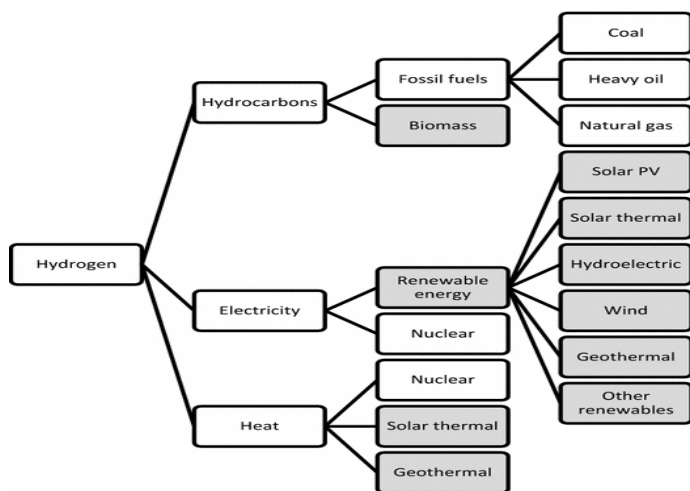 Hydrogen
Hydrocarbons
Fossil fuels
Coal
Heavy oil
Natural gas
Biomass
Electricity
Renewable
energy
Solar PV
Solar thermal
Hydroelectric
Wind
Geothermal
Other
renewables
Nuclear
Heat
Nuclear
Solar thermal
Geothermal